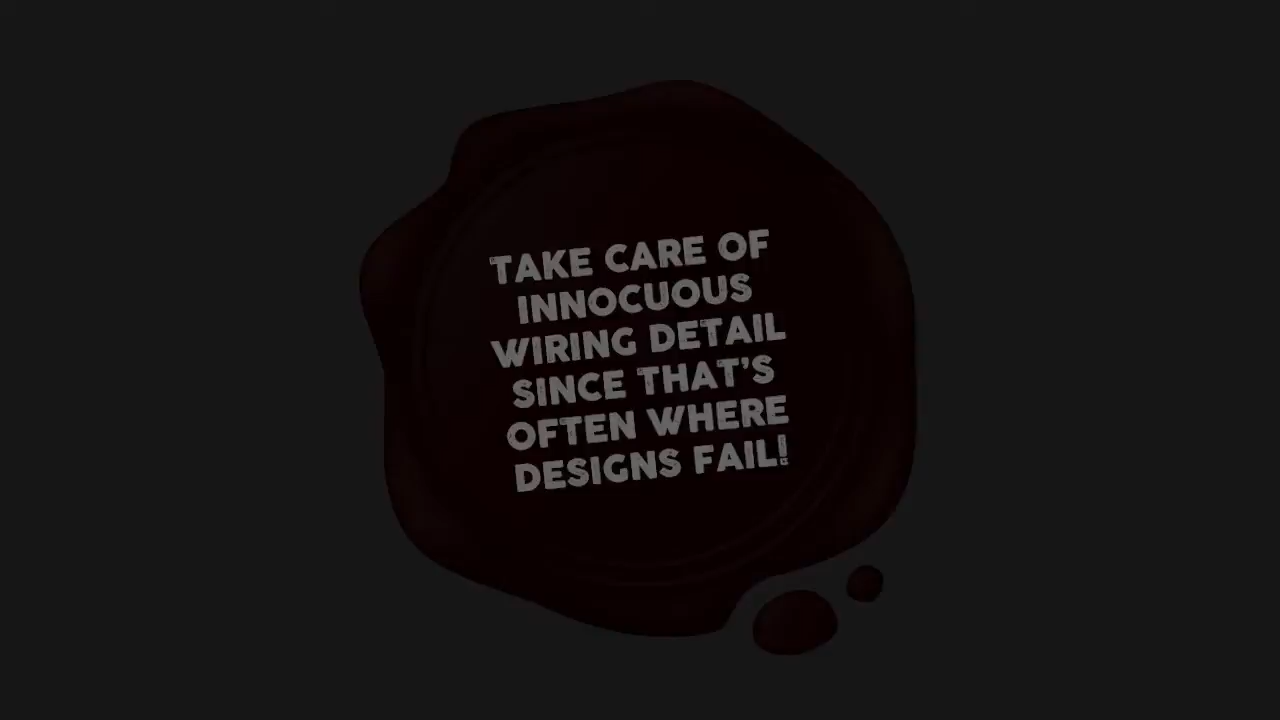 TAKE CARE OF
INNOCUOUS
WIRING DETAIL
SINCE THAT'S
OFTEN WHERE
DESIGNS FAIL!